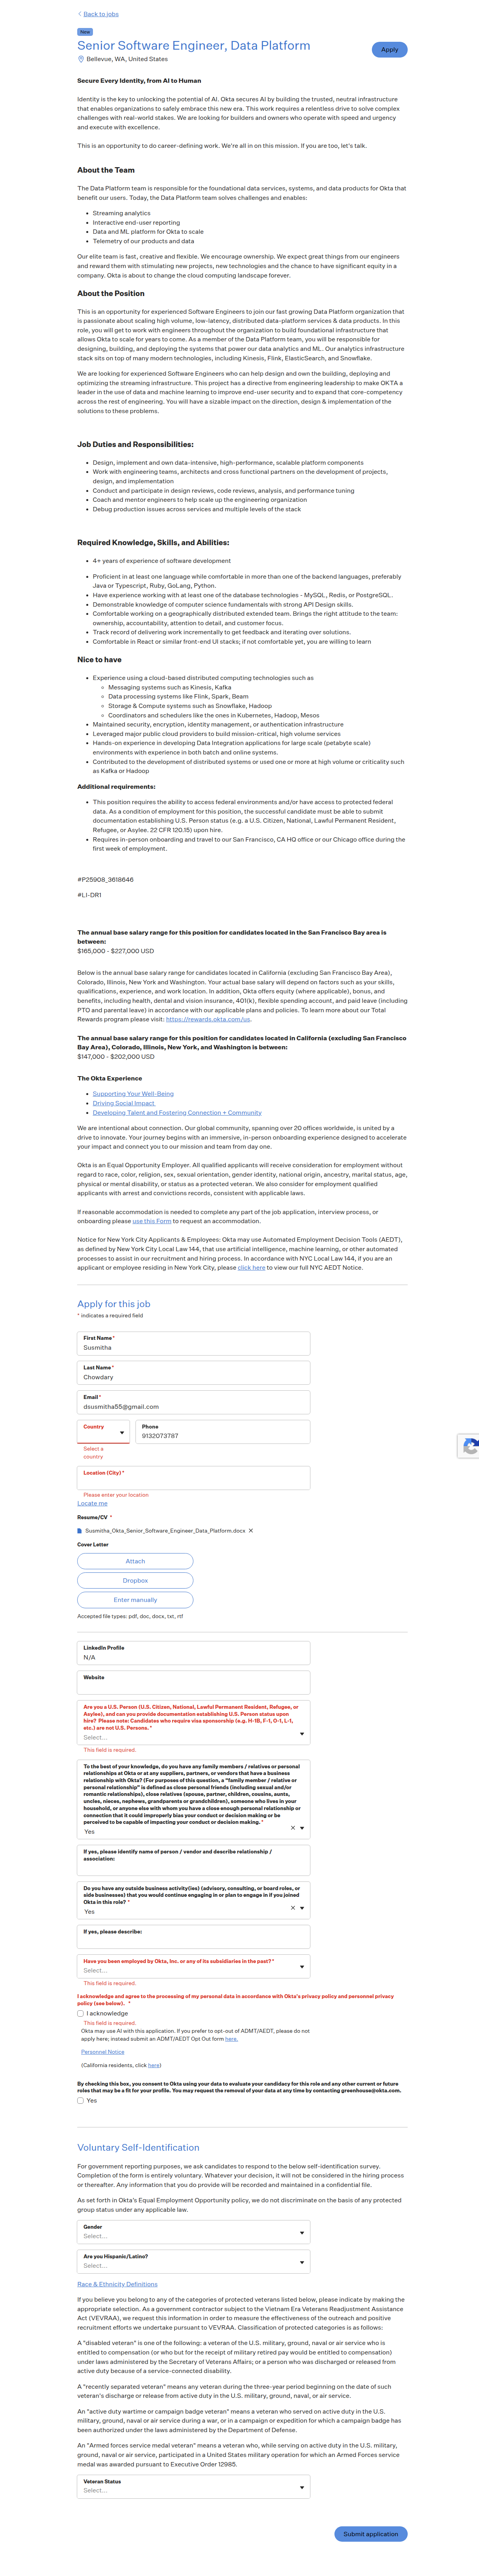 Back to jobs
New
Senior Software Engineer, Data Platform
Apply
Bellevue, WA, United States
Secure Every Identity, from AI to Human
Identity is the key to unlocking the potential of AI. Okta secures AI by building the trusted, neutral infrastructure
that enables organizations to safely embrace this new era. This work requires a relentless drive to solve complex
challenges with real-world stakes. We are looking for builders and owners who operate with speed and urgency
and execute with excellence.
This is an opportunity to do career-defining work. We're all in on this mission. If you are too, let's talk.
About the Team
The Data Platform team is responsible for the foundational data services, systems, and data products for Okta that
benefit our users. Today, the Data Platform team solves challenges and enables:
Streaming analytics
Interactive end-user reporting
Data and ML platform for Okta to scale
Telemetry of our products and data
Our elite team is fast, creative and flexible. We encourage ownership. We expect great things from our engineers
and reward them with stimulating new projects, new technologies and the chance to have significant equity in a
company. Okta is about to change the cloud computing landscape forever.
About the Position
This is an opportunity for experienced Software Engineers to join our fast growing Data Platform organization that
is passionate about scaling high volume, low-latency, distributed data-platform services & data products. In this
role, you will get to work with engineers throughout the organization to build foundational infrastructure that
allows Okta to scale for years to come. As a member of the Data Platform team, you will be responsible for
designing, building, and deploying the systems that power our data analytics and ML. Our analytics infrastructure
stack sits on top of many modern technologies, including Kinesis, Flink, ElasticSearch, and Snowflake.
We are looking for experienced Software Engineers who can help design and own the building, deploying and
optimizing the streaming infrastructure. This project has a directive from engineering leadership to make OKTA a
leader in the use of data and machine learning to improve end-user security and to expand that core-competency
across the rest of engineering. You will have a sizable impact on the direction, design & implementation of the
solutions to these problems.
Job Duties and Responsibilities:
Design, implement and own data-intensive, high-performance, scalable platform components
Work with engineering teams, architects and cross functional partners on the development of projects,
design, and implementation
Conduct and participate in design reviews, code reviews, analysis, and performance tuning
Coach and mentor engineers to help scale up the engineering organization
Debug production issues across services and multiple levels of the stack
Required Knowledge, Skills, and Abilities:
4+ years of experience of software development
Proficient in at least one language while comfortable in more than one of the backend languages, preferably
Java or Typescript, Ruby, GoLang, Python.
Have experience working with at least one of the database technologies - MySQL, Redis, or PostgreSQL.
Demonstrable knowledge of computer science fundamentals with strong API Design skills.
Comfortable working on a geographically distributed extended team. Brings the right attitude to the team:
ownership, accountability, attention to detail, and customer focus.
Track record of delivering work incrementally to get feedback and iterating over solutions.
Comfortable in React or similar front-end UI stacks; if not comfortable yet, you are willing to learn
Nice to have
Experience using a cloud-based distributed computing technologies such as
Messaging systems such as Kinesis, Kafka
Data processing systems like Flink, Spark, Beam
Storage & Compute systems such as Snowflake, Hadoop
Coordinators and schedulers like the ones in Kubernetes, Hadoop, Mesos
Maintained security, encryption, identity management, or authentication infrastructure
Leveraged major public cloud providers to build mission-critical, high volume services
Hands-on experience in developing Data Integration applications for large scale (petabyte scale)
environments with experience in both batch and online systems.
Contributed to the development of distributed systems or used one or more at high volume or criticality such
as Kafka or Hadoop
Additional requirements:
This position requires the ability to access federal environments and/or have access to protected federal
data. As a condition of employment for this position, the successful candidate must be able to submit
documentation establishing U.S. Person status (e.g. a U.S. Citizen, National, Lawful Permanent Resident,
Refugee, or Asylee. 22 CFR 120.15) upon hire.
Requires in-person onboarding and travel to our San Francisco, CA HQ office or our Chicago office during the
first week of employment.
#P25908_3618646
#LI-DR1
The annual base salary range for this position for candidates located in the San Francisco Bay area is
between:
$165,000 - $227,000 USD
Below is the annual base salary range for candidates located in California (excluding San Francisco Bay Area),
Colorado, Illinois, New York and Washington. Your actual base salary will depend on factors such as your skills,
qualifications, experience, and work location. In addition, Okta offers equity (where applicable), bonus, and
benefits, including health, dental and vision insurance, 401(k), flexible spending account, and paid leave (including
PTO and parental leave) in accordance with our applicable plans and policies. To learn more about our Total
Rewards program please visit: https://rewards.okta.com/us.
The annual base salary range for this position for candidates located in California (excluding San Francisco
Bay Area), Colorado, Illinois, New York, and Washington is between:
$147,000 - $202,000 USD
The Okta Experience
Supporting Your Well-Being
Driving Social Impact
Developing Talent and Fostering Connection + Community
We are intentional about connection. Our global community, spanning over 20 offices worldwide, is united by a
drive to innovate. Your journey begins with an immersive, in-person onboarding experience designed to accelerate
your impact and connect you to our mission and team from day one.
Okta is an Equal Opportunity Employer. All qualified applicants will receive consideration for employment without
regard to race, color, religion, sex, sexual orientation, gender identity, national origin, ancestry, marital status, age,
physical or mental disability, or status as a protected veteran. We also consider for employment qualified
applicants with arrest and convictions records, consistent with applicable laws.
If reasonable accommodation is needed to complete any part of the job application, interview process, or
onboarding please use this Form to request an accommodation.
Notice for New York City Applicants & Employees: Okta may use Automated Employment Decision Tools (AEDT),
as defined by New York City Local Law 144, that use artificial intelligence, machine learning, or other automated
processes to assist in our recruitment and hiring process. In accordance with NYC Local Law 144, if you are an
applicant or employee residing in New York City, please click here to view our full NYC AEDT Notice.
Apply for this job
* indicates a required field
First Name*
Susmitha
Last Name*
Chowdary
Email*
dsusmitha55@gmail.com
Country
Phone
9132073787
Select a
country
Location (City)*
Please enter your location
Locate me
Resume/CV *
Susmitha_Okta_Senior_Software_Engineer_Data_Platform.docx
Cover Letter
Attach
Dropbox
Enter manually
Accepted file types: pdf, doc, docx, txt, rtf
LinkedIn Profile
N/A
Website
Are you a U.S. Person (U.S. Citizen, National, Lawful Permanent Resident, Refugee, or
Asylee), and can you provide documentation establishing U.S. Person status upon
hire? Please note: Candidates who require visa sponsorship (e.g. H-1B, F-1, O-1, L-1,
etc.) are not U.S. Persons.*
Select...
This field is required.
To the best of your knowledge, do you have any family members / relatives or personal
relationships at Okta or at any suppliers, partners, or vendors that have a business
relationship with Okta? (For purposes of this question, a "family member / relative or
personal relationship" is defined as close personal friends (including sexual and/or
romantic relationships), close relatives (spouse, partner, children, cousins, aunts,
uncles, nieces, nephews, grandparents or grandchildren), someone who lives in your
household, or anyone else with whom you have a close enough personal relationship or
connection that it could improperly bias your conduct or decision making or be
perceived to be capable of impacting your conduct or decision making.*
Yes
If yes, please identify name of person / vendor and describe relationship /
association:
Do you have any outside business activity(ies) (advisory, consulting, or board roles, or
side businesses) that you would continue engaging in or plan to engage in if you joined
Okta in this role? *
Yes
If yes, please describe:
Have you been employed by Okta, Inc. or any of its subsidiaries in the past?*
Select...
This field is required.
I acknowledge and agree to the processing of my personal data in accordance with Okta's privacy policy and personnel privacy
policy (see below). *
I acknowledge
This field is required.
Okta may use AI with this application. If you prefer to opt-out of ADMT/AEDT, please do not
apply here; instead submit an ADMT/AEDT Opt Out form here.
Personnel Notice
(California residents, click here)
By checking this box, you consent to Okta using your data to evaluate your candidacy for this role and any other current or future
roles that may be a fit for your profile. You may request the removal of your data at any time by contacting greenhouse@okta.com.
Yes
Voluntary Self-Identification
For government reporting purposes, we ask candidates to respond to the below self-identification survey.
Completion of the form is entirely voluntary. Whatever your decision, it will not be considered in the hiring process
or thereafter. Any information that you do provide will be recorded and maintained in a confidential file.
As set forth in Okta's Equal Employment Opportunity policy, we do not discriminate on the basis of any protected
group status under any applicable law.
Gender
Select...
Are you Hispanic/Latino?
Select...
Race & Ethnicity Definitions
If you believe you belong to any of the categories of protected veterans listed below, please indicate by making the
appropriate selection. As a government contractor subject to the Vietnam Era Veterans Readjustment Assistance
Act (VEVRAA), we request this information in order to measure the effectiveness of the outreach and positive
recruitment efforts we undertake pursuant to VEVRAA. Classification of protected categories is as follows:
A "disabled veteran" is one of the following: a veteran of the U.S. military, ground, naval or air service who is
entitled to compensation (or who but for the receipt of military retired pay would be entitled to compensation)
under laws administered by the Secretary of Veterans Affairs; or a person who was discharged or released from
active duty because of a service-connected disability.
A "recently separated veteran" means any veteran during the three-year period beginning on the date of such
veteran's discharge or release from active duty in the U.S. military, ground, naval, or air service.
An "active duty wartime or campaign badge veteran" means a veteran who served on active duty in the U.S.
military, ground, naval or air service during a war, or in a campaign or expedition for which a campaign badge has
been authorized under the laws administered by the Department of Defense.
An "Armed forces service medal veteran" means a veteran who, while serving on active duty in the U.S. military,
ground, naval or air service, participated in a United States military operation for which an Armed Forces service
medal was awarded pursuant to Executive Order 12985.
Veteran Status
Select...
Submit application